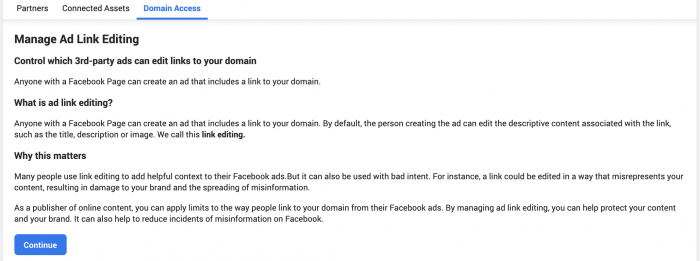 Partners Connected Assets Domain Access
Manage Ad Link Editing
Control which 3rd-party ads can edit links to your domain
Anyone with a Facebook Page can create an ad that includes a link to your domain.
What is ad link editing?
Anyone with a Facebook Page can create an ad that includes a link to your domain. By default, the person creating the ad can edit the descriptive content associated with the link,
such as the title, description or image. We call this link editing.
Why this matters
Many people use link editing to add helpful context to their Facebook ads.But it can also be used with bad intent. For instance, a link could be edited in a way that misrepresents your
content, resulting in damage to your brand and the spreading of misinformation.
As a publisher of online content, you can apply limits to the way people link to your domain from their Facebook ads. By managing ad link editing, you can help protect your content
and your brand. It can also help to reduce incidents of misinformation on Facebook.
Continue